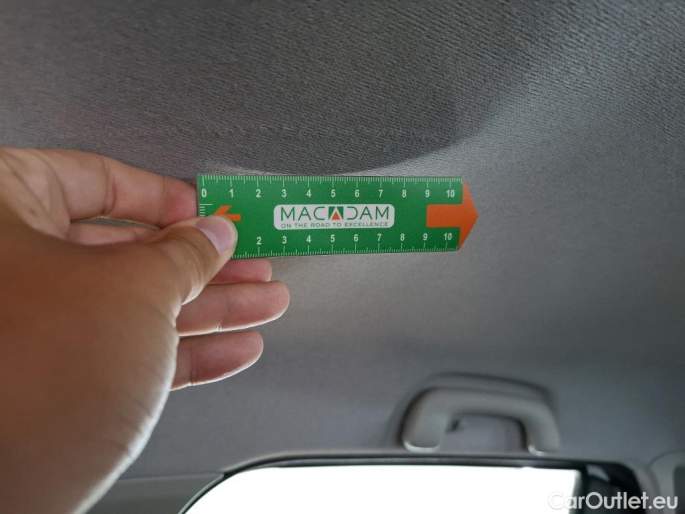 0 1 2 3 4 5 6 7 8 9 10
MACADAM
ON THE ROAD TO EXCELLENCE
2 3 4 5 6 7 8 9 10
CarOutlet.eu